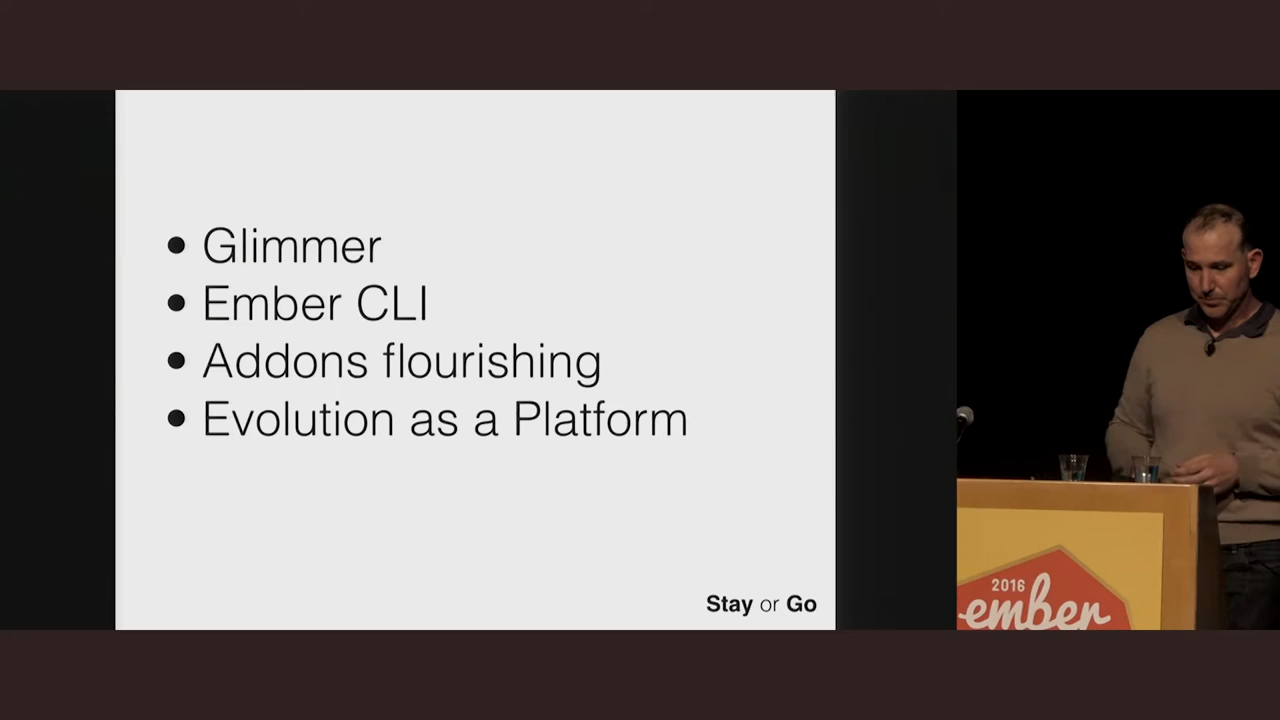 • Glimmer
• Ember CLI
• Addons flourishing
• Evolution as a Platform
Stay or Go
2016
ember